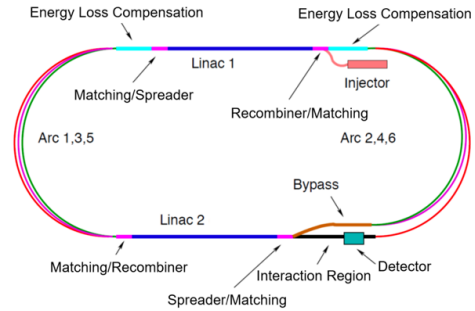 Energy Loss Compensation
Energy Loss Compensation
Linac 1
Injector
Matching/Spreader
Recombiner/Matching
Arc 1,3,5
Arc 2,4,6
Bypass
Linac 2
Matching/Recombiner
Interaction Region
Detector
Spreader/Matching